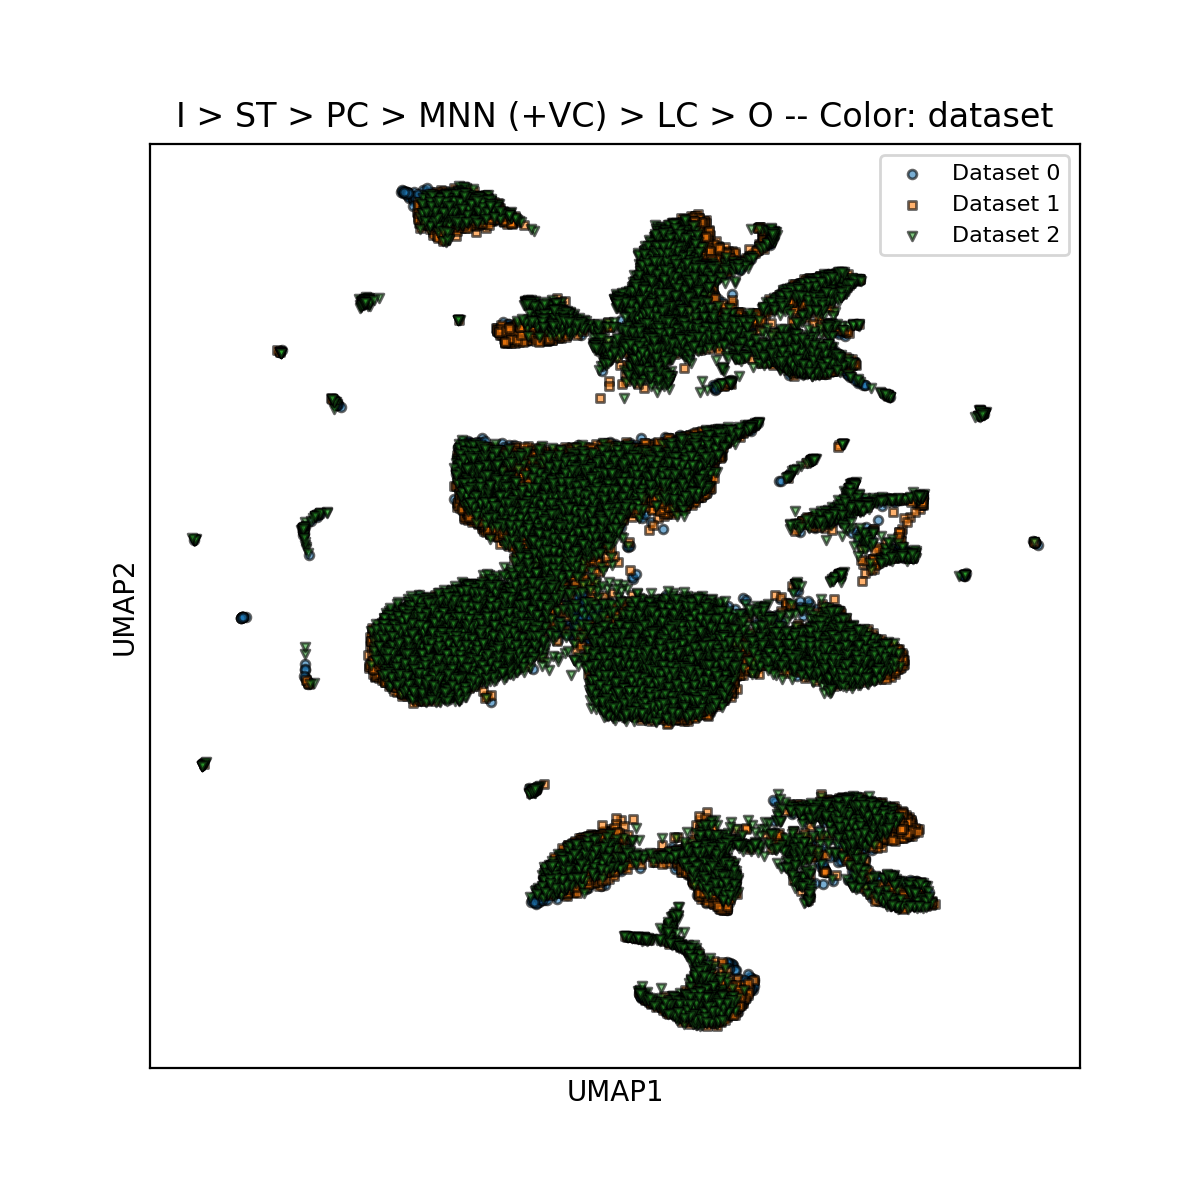 I > ST > PC > MNN (+VC) > LC > O -- Color: dataset
Dataset 0
Dataset 1
Dataset 2
UMAP2
UMAP1